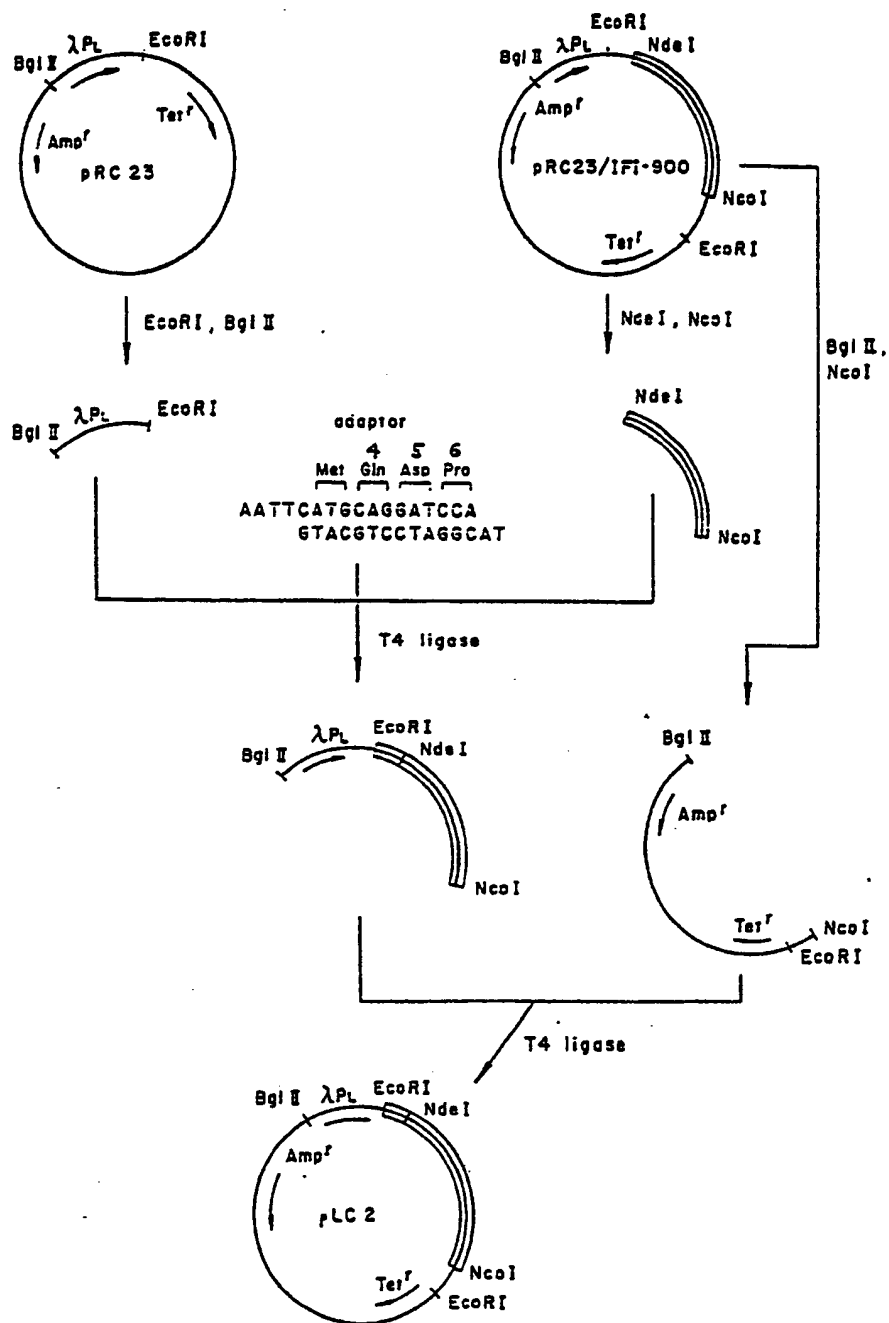 EcoRI
λPL
Bgl II
Ampr
Tetr
pRC 23
EcoRI
λPL
NdeI
Bgl II
Ampr
pRC23/IFI-900
NcoI
EcoRI
Tetr
EcoRI, Bgl II
NdeI, NcoI
Bgl II,
NcoI
Bgl II
λPL
EcoRI
NdeI
NcoI
adaptor
4 5 6
Met Gln Asp Pro
AATTCATGCAGGATCCA
GTACGTCCTAGGCAT
T4 ligase
Bgl II
λPL
EcoRI
NdeI
NcoI
Bgl II
Ampr
Tetr
NcoI
EcoRI
T4 ligase
Bgl II
λPL
EcoRI
NdeI
Ampr
pLC 2
Tetr
NcoI
EcoRI